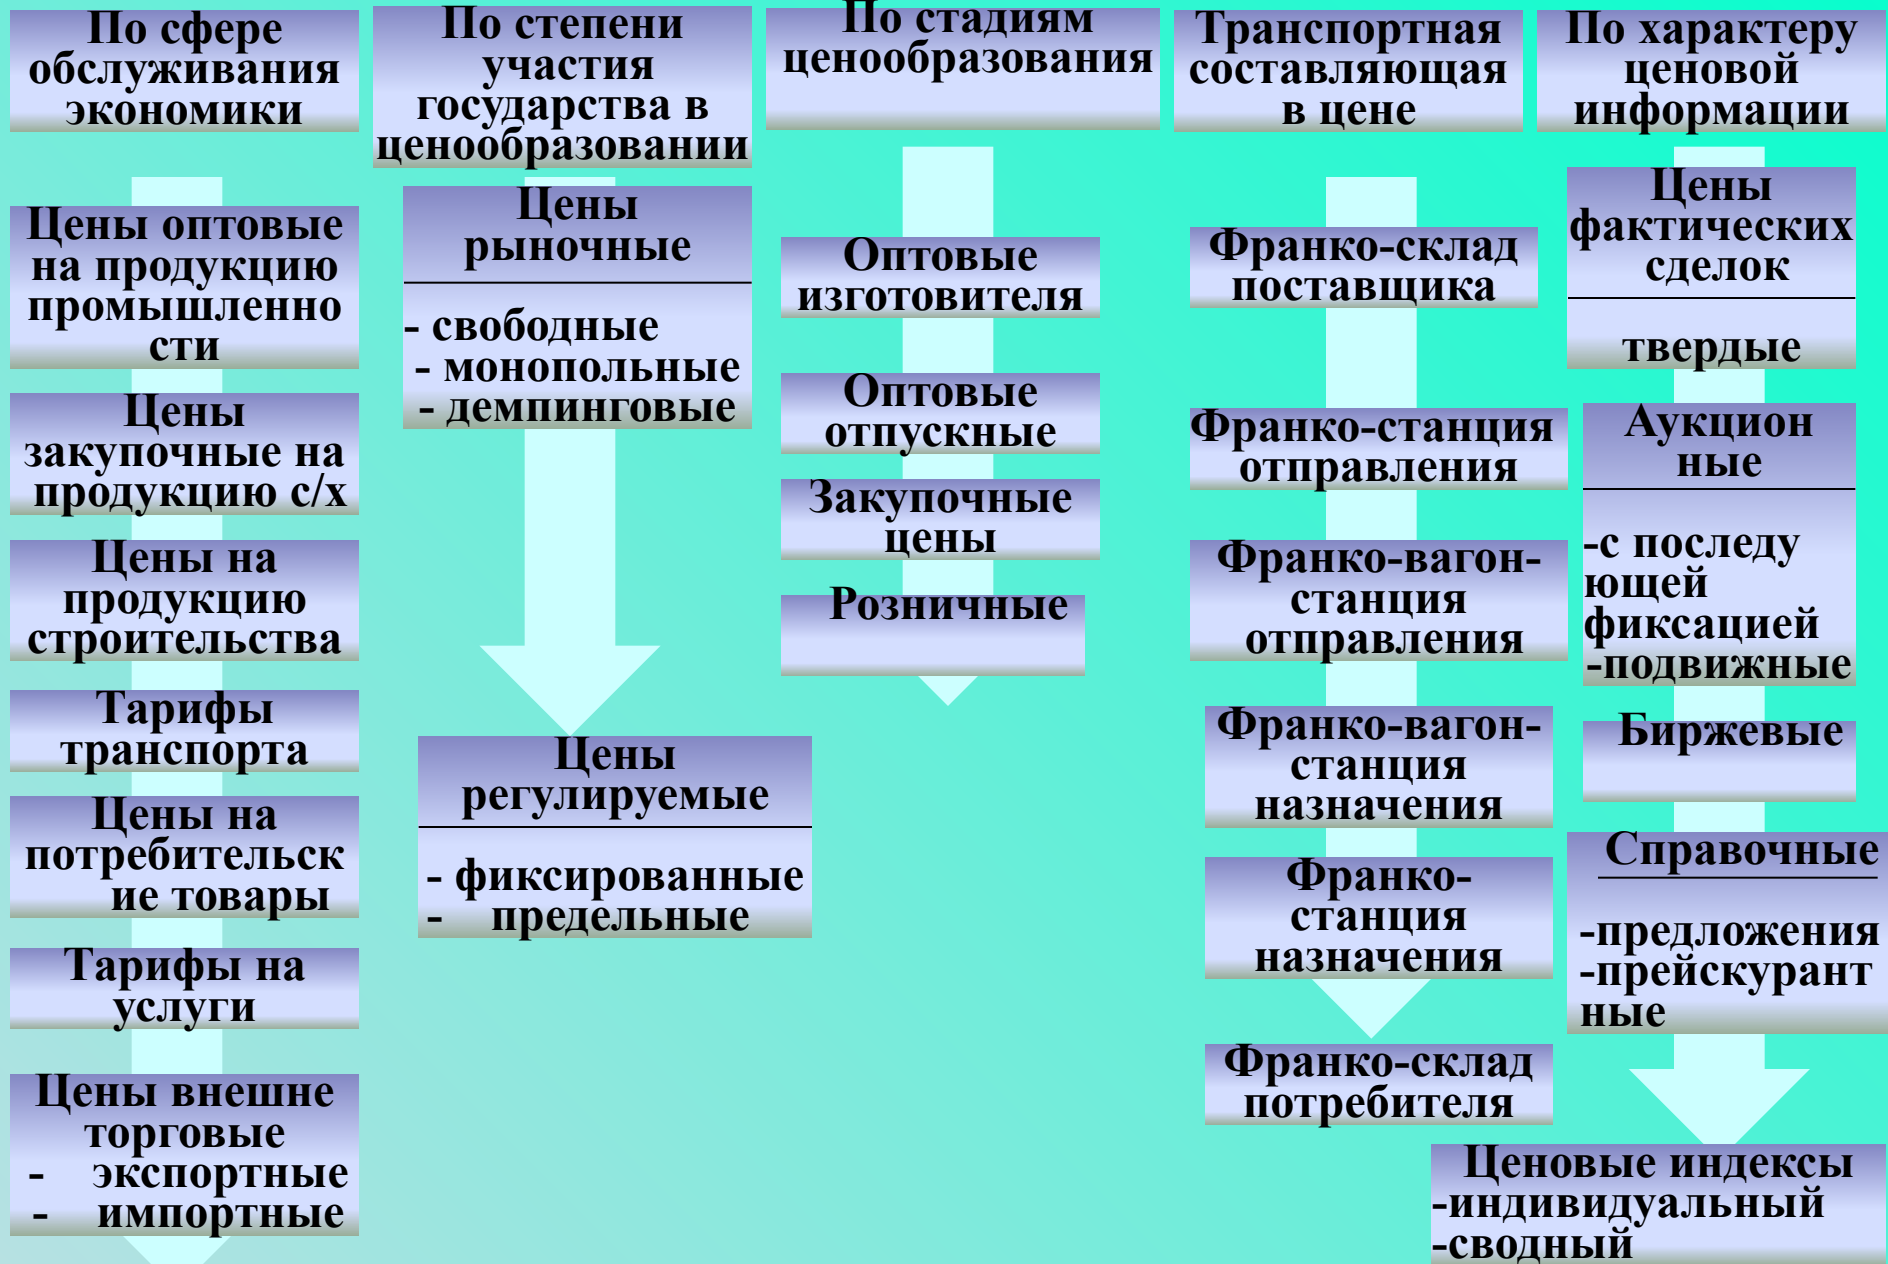 По сфере
обслуживания
экономики
Цены оптовые
на продукцию
промышленно
сти
Цены
закупочные на
продукцию с/х
Цены на
продукцию
строительства
Тарифы
транспорта
Цены на
потребительск
ие товары
Тарифы на
услуги
Цены внешне
торговые
- экспортные
- импортные
По степени
участия
государства в
ценообразовании
Цены
рыночные
- свободные
- монопольные
- демпинговые
Цены
регулируемые
- фиксированные
- предельные
По стадиям
ценообразования
Оптовые
изготовителя
Оптовые
отпускные
Закупочные
цены
Розничные
Транспортная
составляющая
в цене
Франко-склад
поставщика
Франко-станция
отправления
Франко-вагон-
станция
отправления
Франко-вагон-
станция
назначения
Франко-
станция
назначения
Франко-склад
потребителя
По характеру
ценовой
информации
Цены
фактических
сделок
твердые
Аукцион
ные
-с последу
ющей
фиксацией
-подвижные
Биржевые
Справочные
-предложения
-прейскурант
ные
Ценовые индексы
-индивидуальный
-сводный